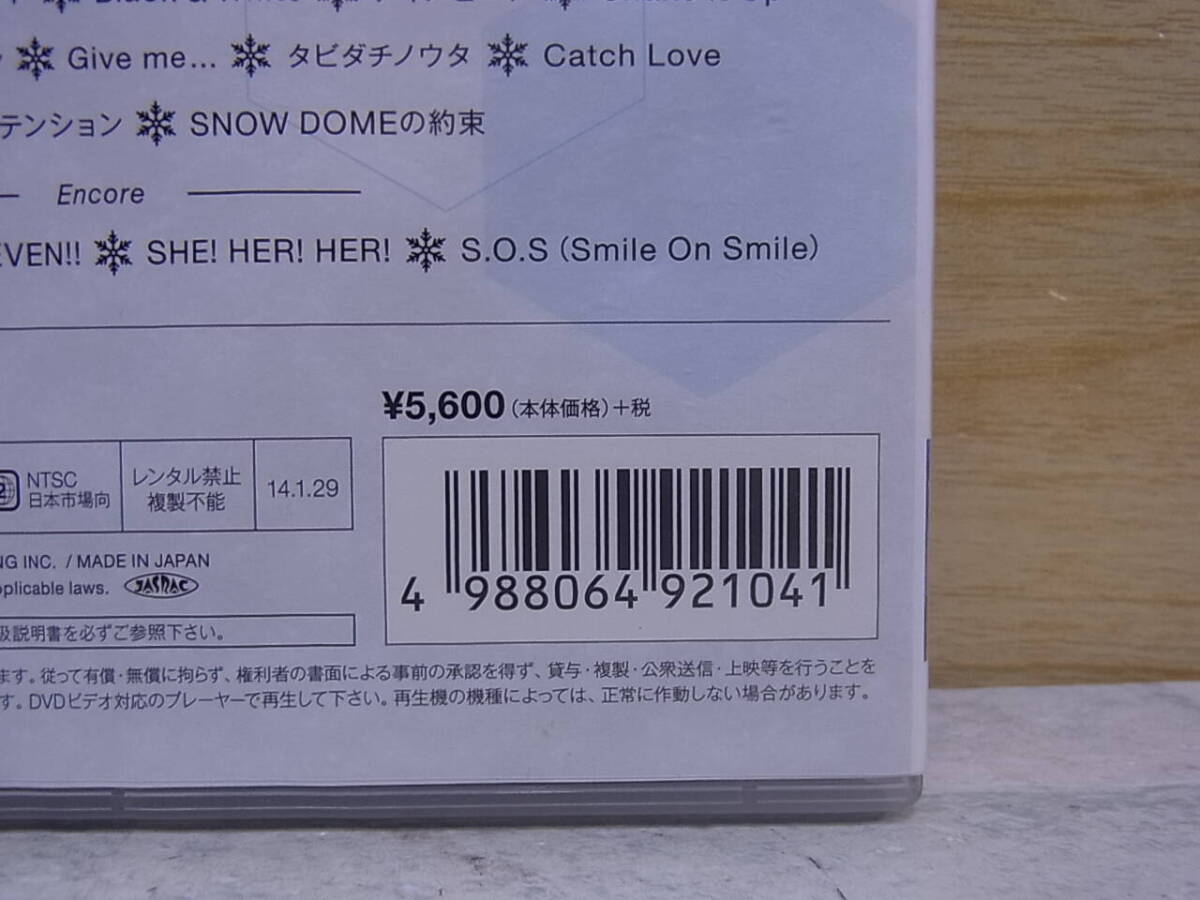 Give me... ❄ タビダチノウタ ❄ Catch Love
テンション ❄ SNOW DOMEの約束
Encore
EVEN!! ❄ SHE! HER! HER! ❄ S.O.S (Smile On Smile)
¥5,600(本体価格)+税
2 NTSC 日本市場向
レンタル禁止 複製不能
14.1.29
NG INC. / MADE IN JAPAN
pplicable laws. JASRAC
扱説明書を必ずご参照下さい。
4 988064 921041
ます。従って有償・無償に拘らず、権利者の書面による事前の承認を得ず、貸与・複製・公衆送信・上映等を行うことを
す。DVDビデオ対応のプレーヤーで再生して下さい。再生機の機種によっては、正常に作動しない場合があります。